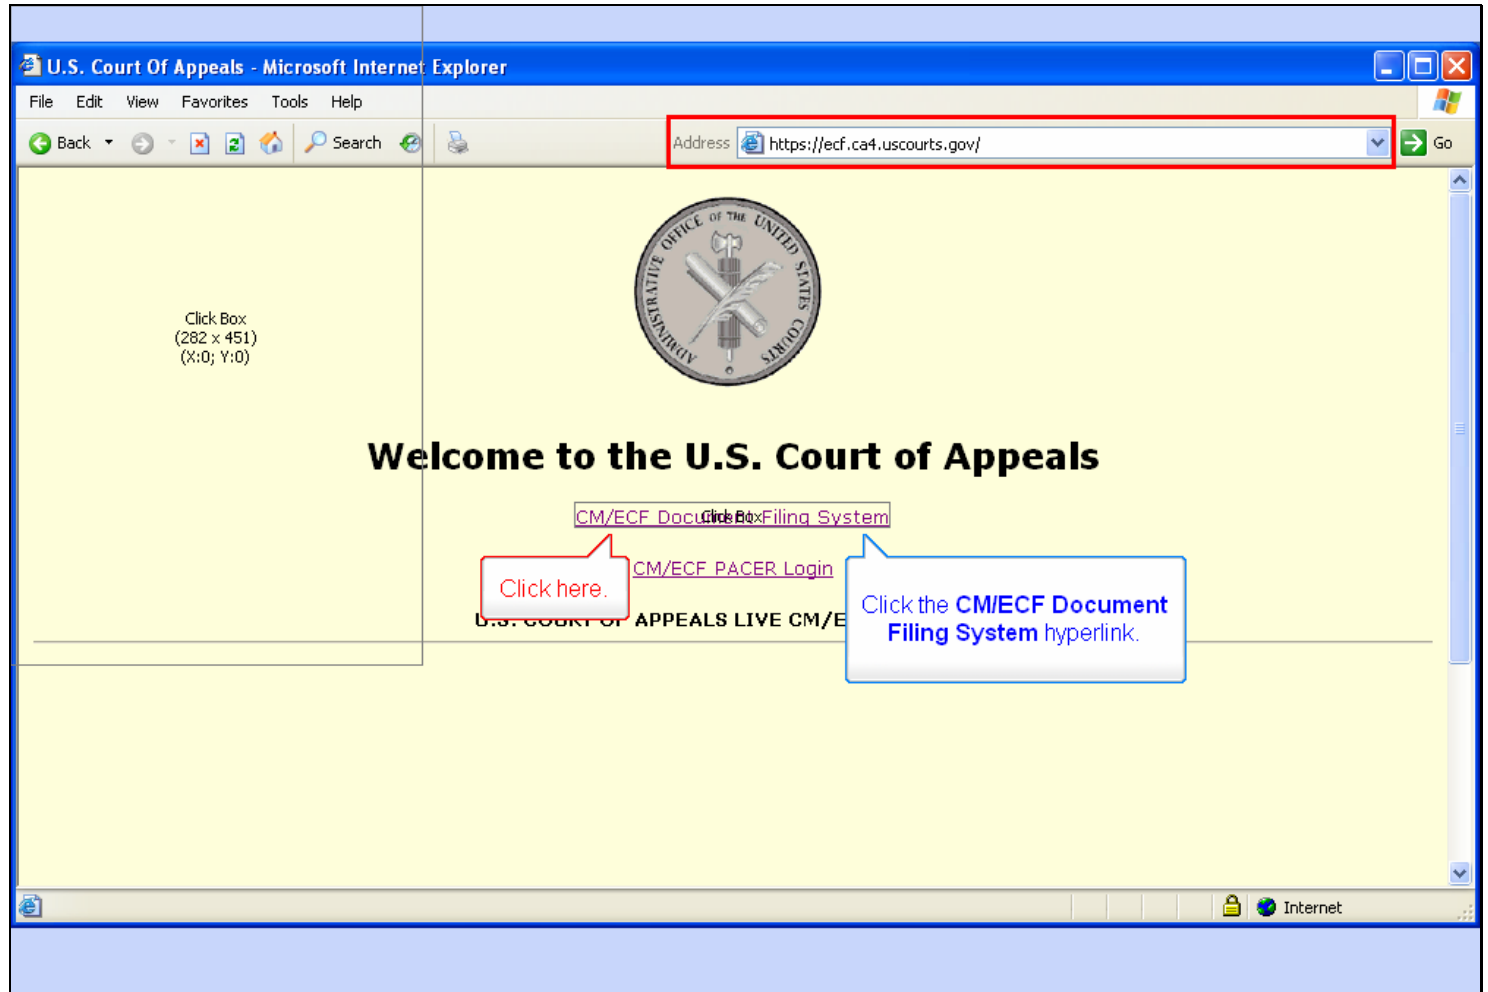 U.S. Court Of Appeals - Microsoft Internet Explorer
File Edit View Favorites Tools Help
Back Search Address https://ecf.ca4.uscourts.gov/ Go
ADMINISTRATIVE OFFICE OF THE UNITED STATES COURTS
Click Box
(282 x 451)
(X:0; Y:0)
Welcome to the U.S. Court of Appeals
CM/ECF Document Filing System
Click Box
CM/ECF PACER Login
Click here.
Click the CM/ECF Document
Filing System hyperlink.
U.S. COURT OF APPEALS LIVE CM/E
Internet